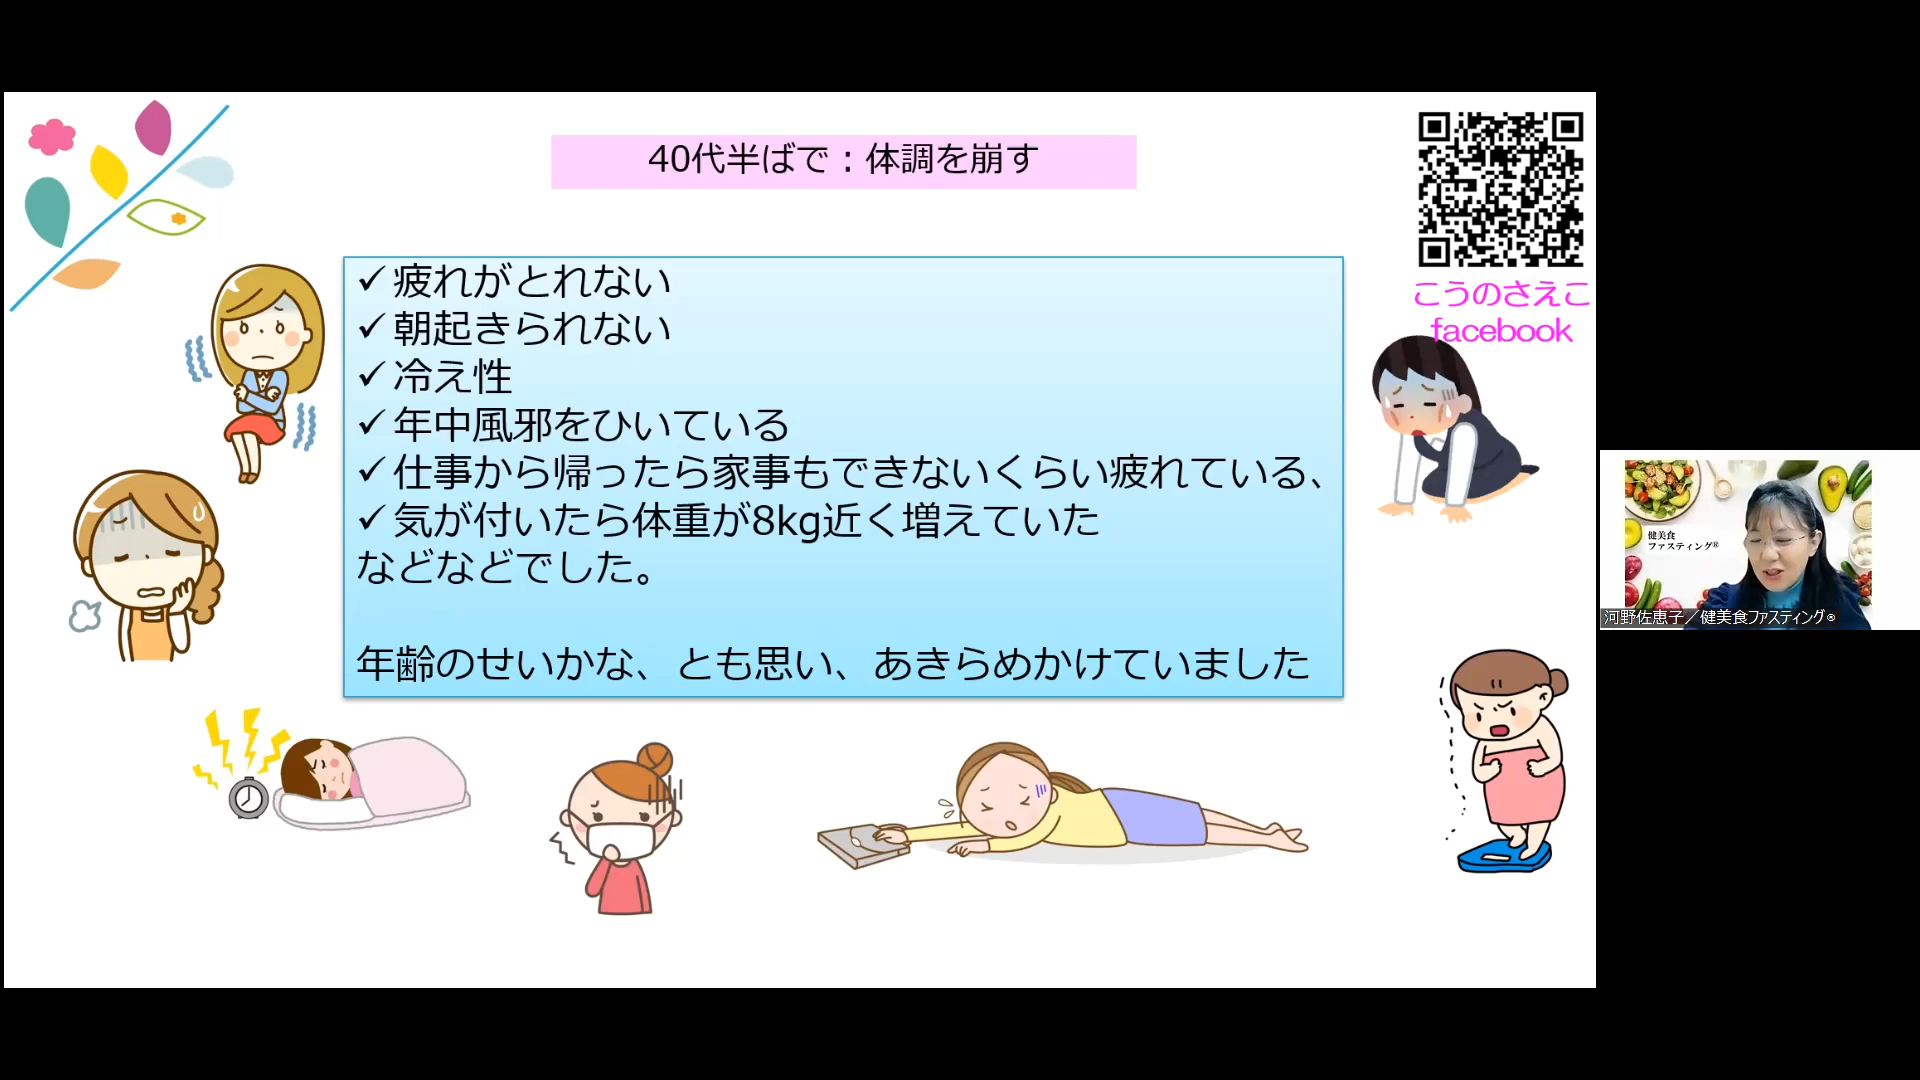 40代半ばで：体調を崩す
こうのさえこ
facebook
✓疲れがとれない
✓朝起きられない
✓冷え性
✓年中風邪をひいている
✓仕事から帰ったら家事もできないくらい疲れている、
✓気が付いたら体重が8kg近く増えていた
などなどでした。
年齢のせいかな、とも思い、あきらめかけていました
健美食
ファスティング®
河野佐恵子／健美食ファスティング®